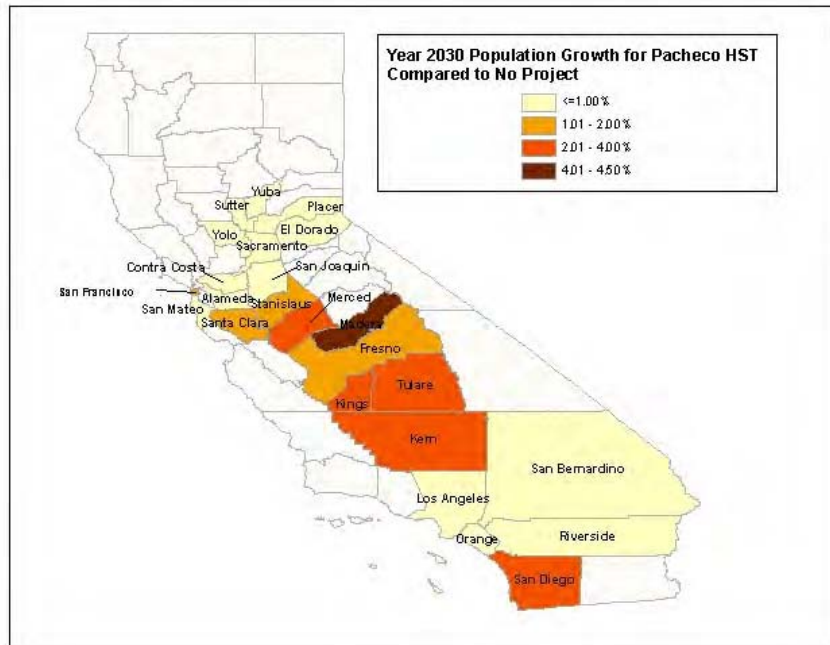 Year 2030 Population Growth for Pacheco HST
Compared to No Project
<=1.00%
1.01 - 2.00%
2.01 - 4.00%
4.01 - 4.50%
Yuba
Sutter
Placer
Yolo
El Dorado
Sacramento
Contra Costa
San Joaquin
San Francisco
Alameda
Stanislaus
Merced
San Mateo
Santa Clara
Madera
Fresno
Tulare
Kings
Kern
San Bernardino
Los Angeles
Orange
Riverside
San Diego